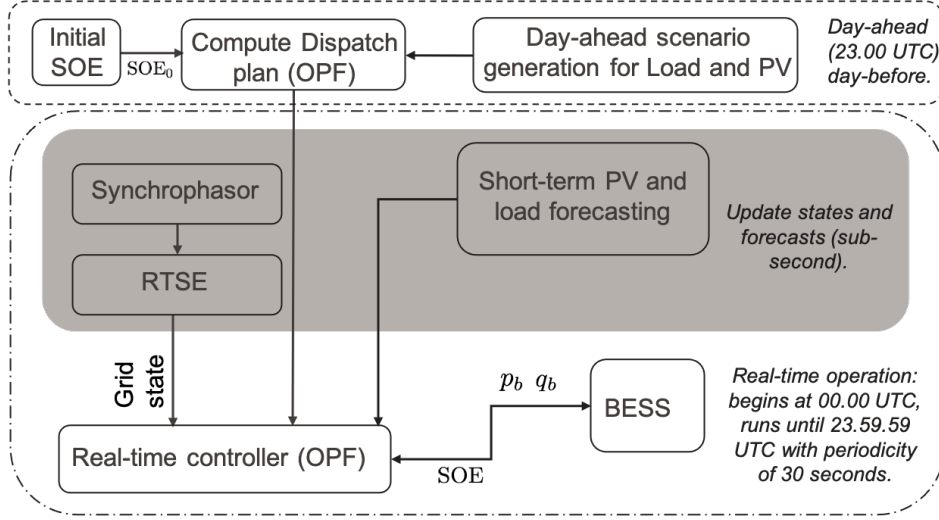 Initial
SOE
SOE₀
Compute Dispatch
plan (OPF)
Day-ahead scenario
generation for Load and PV
Day-ahead
(23.00 UTC)
day-before.
Synchrophasor
RTSE
Short-term PV and
load forecasting
Update states and
forecasts (sub-
second).
Grid
state
Real-time controller (OPF)
p_b q_b
SOE
BESS
Real-time operation:
begins at 00.00 UTC,
runs until 23.59.59
UTC with periodicity
of 30 seconds.